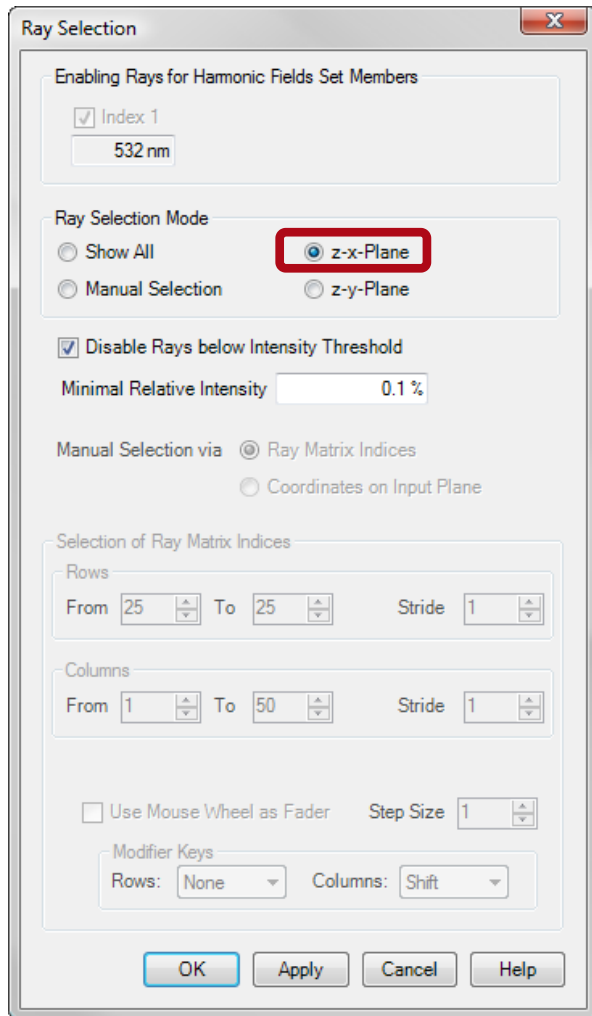 Ray Selection
Enabling Rays for Harmonic Fields Set Members
Index 1
532 nm
Ray Selection Mode
Show All z-x-Plane
Manual Selection z-y-Plane
Disable Rays below Intensity Threshold
Minimal Relative Intensity 0.1 %
Manual Selection via Ray Matrix Indices
Coordinates on Input Plane
Selection of Ray Matrix Indices
Rows
From 25 To 25 Stride 1
Columns
From 1 To 50 Stride 1
Use Mouse Wheel as Fader Step Size 1
Modifier Keys
Rows: None Columns: Shift
OK Apply Cancel Help